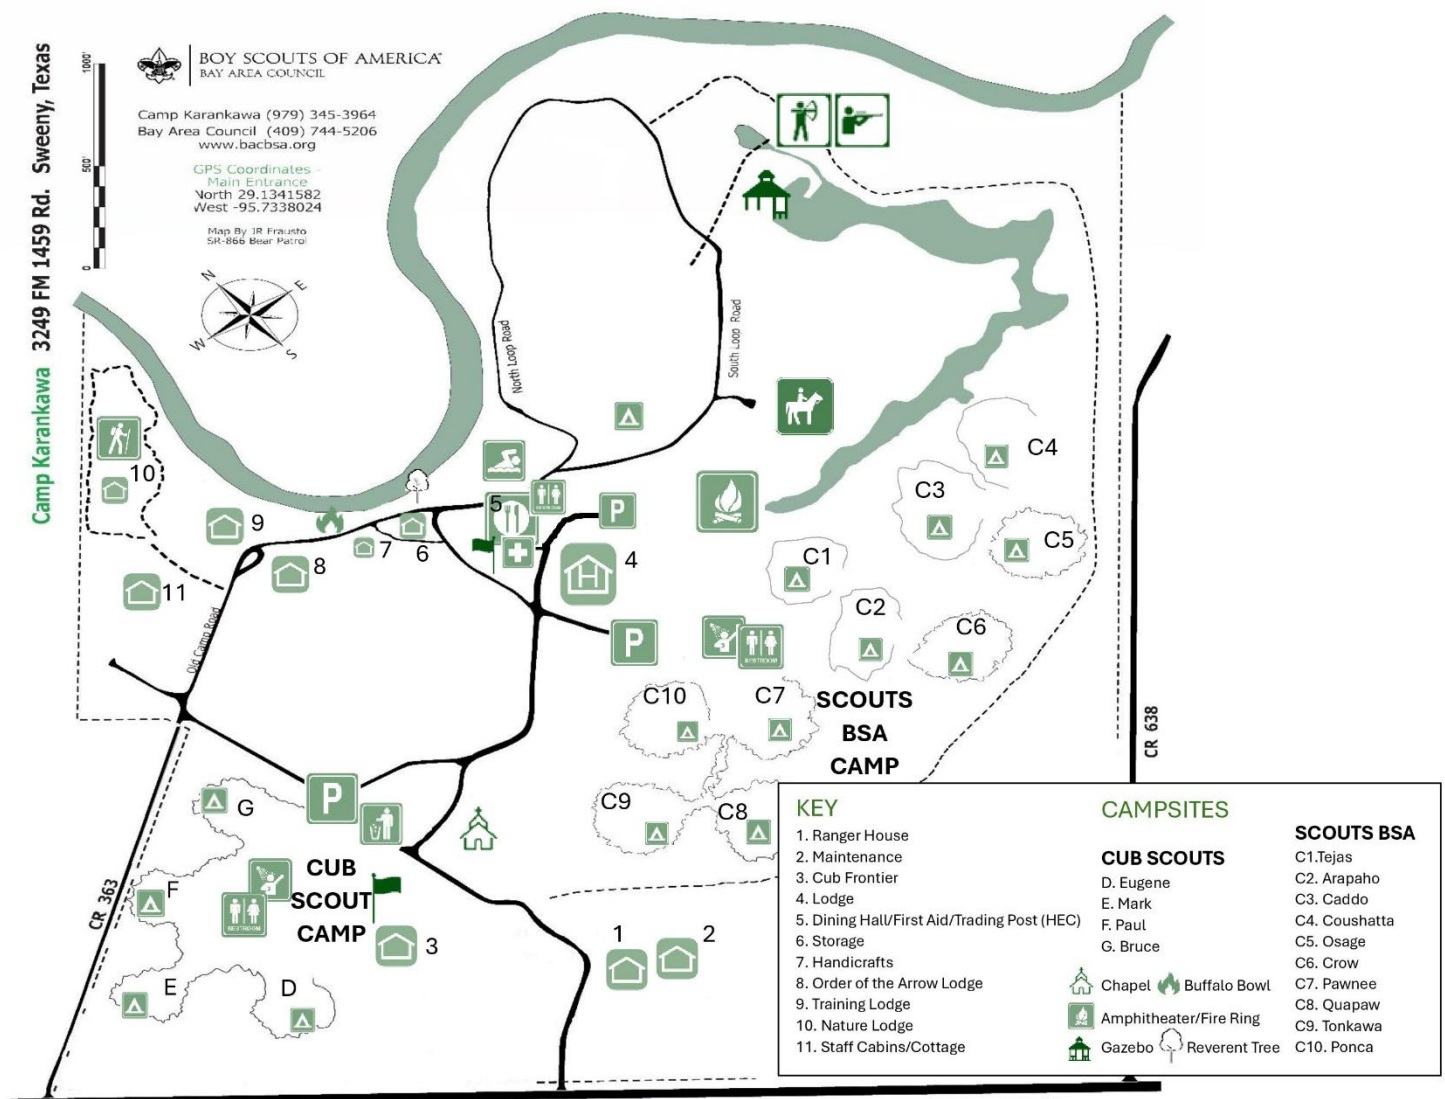 Camp Karankawa 3249 FM 1459 Rd. Sweeny, Texas
1000'
500'
0
BOY SCOUTS OF AMERICA
BAY AREA COUNCIL
Camp Karankawa (979) 345-3964
Bay Area Council (409) 744-5206
www.bacbsa.org
GPS Coordinates -
Main Entrance
North 29.1341582
West -95.7338024
Map By JR Frausto
SR-866 Bear Patrol
N
E
W
S
North Loop Road
South Loop Road
C4
C3
C5
10
9
8
7
6
5
RESTROOM
P
4
C1
C2
C6
11
Old Camp Road
P
RESTROOM
C10
C7
SCOUTS
BSA
CAMP
CR 638
P
G
C9
C8
CUB
SCOUT
CAMP
F
RESTROOM
CR 363
3
1
2
E
D
H
KEY
1. Ranger House
2. Maintenance
3. Cub Frontier
4. Lodge
5. Dining Hall/First Aid/Trading Post (HEC)
6. Storage
7. Handicrafts
8. Order of the Arrow Lodge
9. Training Lodge
10. Nature Lodge
11. Staff Cabins/Cottage
CAMPSITES
CUB SCOUTS
D. Eugene
E. Mark
F. Paul
G. Bruce
Chapel
Buffalo Bowl
Amphitheater/Fire Ring
Gazebo
Reverent Tree
SCOUTS BSA
C1.Tejas
C2. Arapaho
C3. Caddo
C4. Coushatta
C5. Osage
C6. Crow
C7. Pawnee
C8. Quapaw
C9. Tonkawa
C10. Ponca